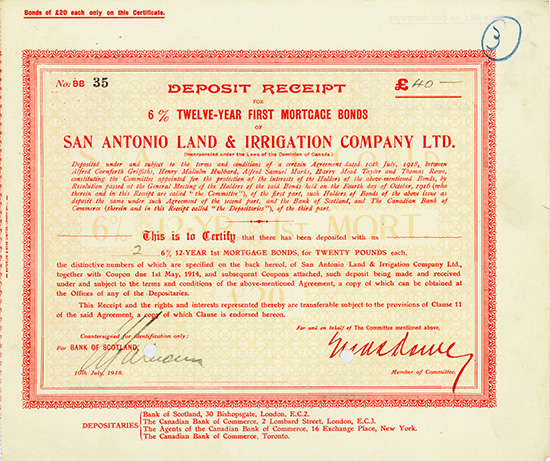 Bonds of £20 each only on this Certificate.
3
No: BB 35
£40—
DEPOSIT RECEIPT
FOR
6% TWELVE-YEAR FIRST MORTGAGE BONDS
OF
SAN ANTONIO LAND & IRRIGATION COMPANY LTD.
(Incorporated under the Laws of the Dominion of Canada.)
Deposited under and subject to the terms and conditions of a certain Agreement dated 10th July, 1918, between
Alfred Cornforth Griffiths, Henry Malcolm Hubbard, Alfred Samuel Marks, Harry Mead Taylor and Thomas Rowe,
constituting the Committee appointed for the protection of the interests of the Holders of the above-mentioned Bonds, by
Resolution passed at the General Meeting of the Holders of the said Bonds held on the Fourth day of October, 1916 (who
therein and in this Receipt are called "the Committee"), of the first part, such Holders of Bonds of the above issue as
deposit the same under such Agreement of the second part, and the Bank of Scotland, and The Canadian Bank of
Commerce (therein and in this Receipt called "the Depositaries"), of the third part.
This is to Certify that there has been deposited with us
2 6% 12-YEAR 1st MORTGAGE BONDS, for TWENTY POUNDS each,
the distinctive numbers of which are specified on the back hereof, of San Antonio Land & Irrigation Company Ltd.,
together with Coupon due 1st May, 1914, and subsequent Coupons attached, such deposit being made and received
under and subject to the terms and conditions of the above-mentioned Agreement, a copy of which can be obtained at
the Offices of any of the Depositaries.
This Receipt and the rights and interests represented thereby are transferable subject to the provisions of Clause 11
of the said Agreement, a copy of which Clause is endorsed hereon.
Countersigned for identification only:
For and on behalf of The Committee mentioned above,
For BANK OF SCOTLAND,
Thos Rowe
10th July, 1918.
Member of Committee.
DEPOSITARIES
Bank of Scotland, 30 Bishopsgate, London, E.C.2.
The Canadian Bank of Commerce, 2 Lombard Street, London, E.C.3.
The Agents of the Canadian Bank of Commerce, 16 Exchange Place, New York.
The Canadian Bank of Commerce, Toronto.